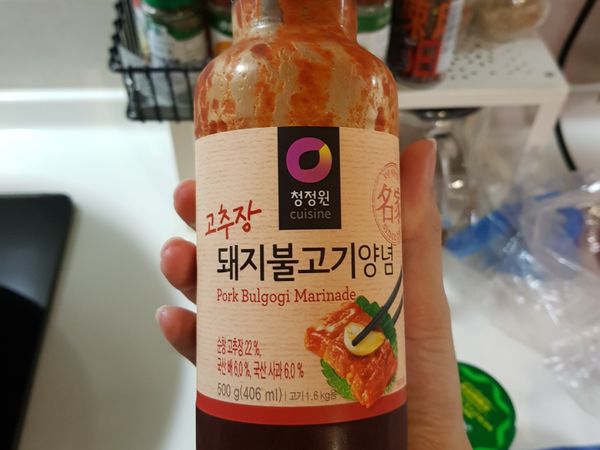 청정원
cuisine
고추장
돼지불고기양념
Pork Bulgogi Marinade
순창 고추장 22%,
국산 배 6.0%, 국산 사과 6.0%
500 g(406 ml) | 고기 1.6 kg용